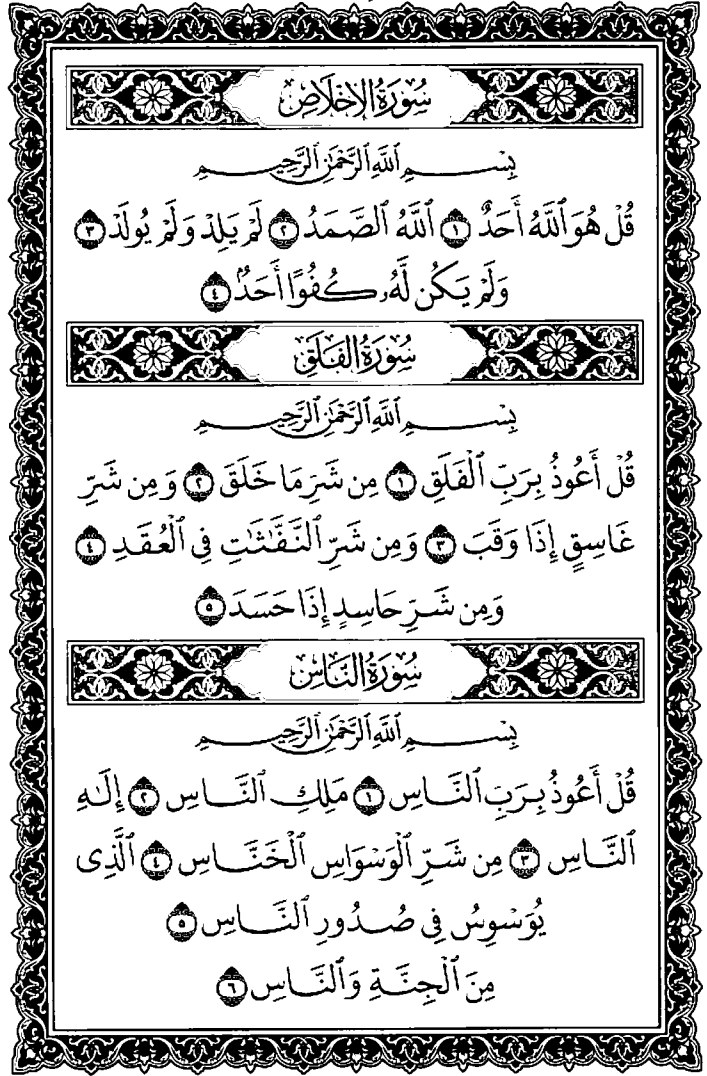 سُورَةُ الإِخْلَاصِ
بِسْمِ ٱللَّهِ ٱلرَّحْمَٰنِ ٱلرَّحِيمِ
قُلْ هُوَ ٱللَّهُ أَحَدٌ ١ ٱللَّهُ ٱلصَّمَدُ ٢ لَمْ يَلِدْ وَلَمْ يُولَدْ ٣
وَلَمْ يَكُن لَّهُۥ كُفُوًا أَحَدٌۢ ٤
سُورَةُ الفَلَقِ
بِسْمِ ٱللَّهِ ٱلرَّحْمَٰنِ ٱلرَّحِيمِ
قُلْ أَعُوذُ بِرَبِّ ٱلْفَلَقِ ١ مِن شَرِّ مَا خَلَقَ ٢ وَمِن شَرِّ
غَاسِقٍ إِذَا وَقَبَ ٣ وَمِن شَرِّ ٱلنَّفَّٰثَٰتِ فِى ٱلْعُقَدِ ٤
وَمِن شَرِّ حَاسِدٍ إِذَا حَسَدَ ٥
سُورَةُ النَّاسِ
بِسْمِ ٱللَّهِ ٱلرَّحْمَٰنِ ٱلرَّحِيمِ
قُلْ أَعُوذُ بِرَبِّ ٱلنَّاسِ ١ مَلِكِ ٱلنَّاسِ ٢ إِلَٰهِ
ٱلنَّاسِ ٣ مِن شَرِّ ٱلْوَسْوَاسِ ٱلْخَنَّاسِ ٤ ٱلَّذِى
يُوَسْوِسُ فِى صُدُورِ ٱلنَّاسِ ٥
مِنَ ٱلْجِنَّةِ وَٱلنَّاسِ ٦